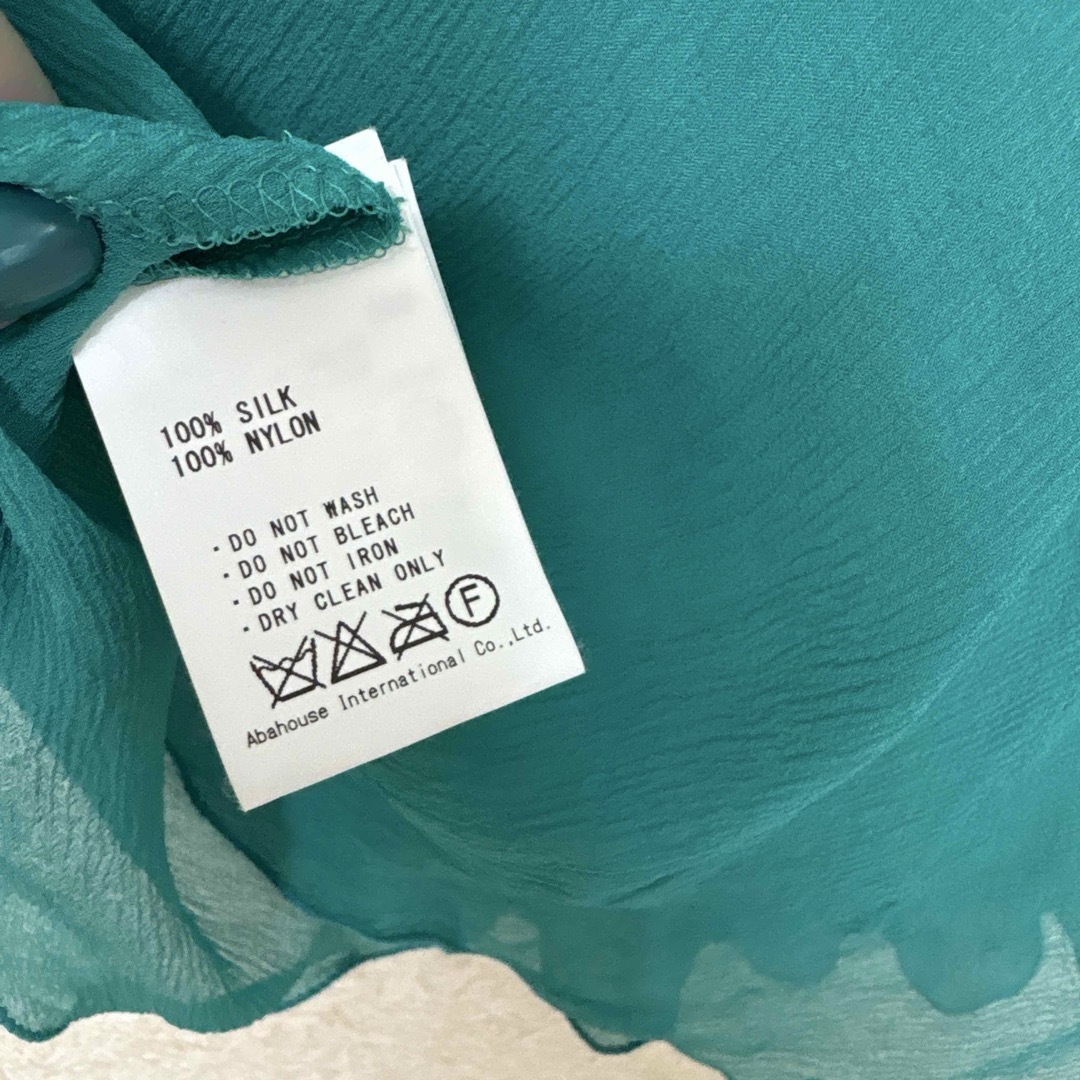 100% SILK
100% NYLON
·DO NOT WASH
·DO NOT BLEACH
·DO NOT IRON
·DRY CLEAN ONLY
F
Abahouse International Co.,Ltd.